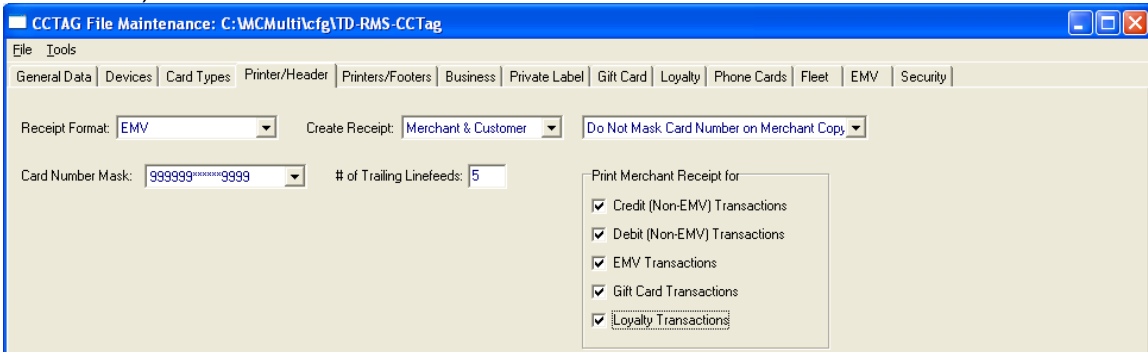 CCTAG File Maintenance: C:\MCMulti\cfg\TD-RMS-CCTag
File Tools
General Data Devices Card Types Printer/Header Printers/Footers Business Private Label Gift Card Loyalty Phone Cards Fleet EMV Security
Receipt Format: EMV Create Receipt: Merchant & Customer Do Not Mask Card Number on Merchant Copy
Card Number Mask: 999999******9999 # of Trailing Linefeeds: 5 Print Merchant Receipt for
Credit (Non-EMV) Transactions
Debit (Non-EMV) Transactions
EMV Transactions
Gift Card Transactions
Loyalty Transactions